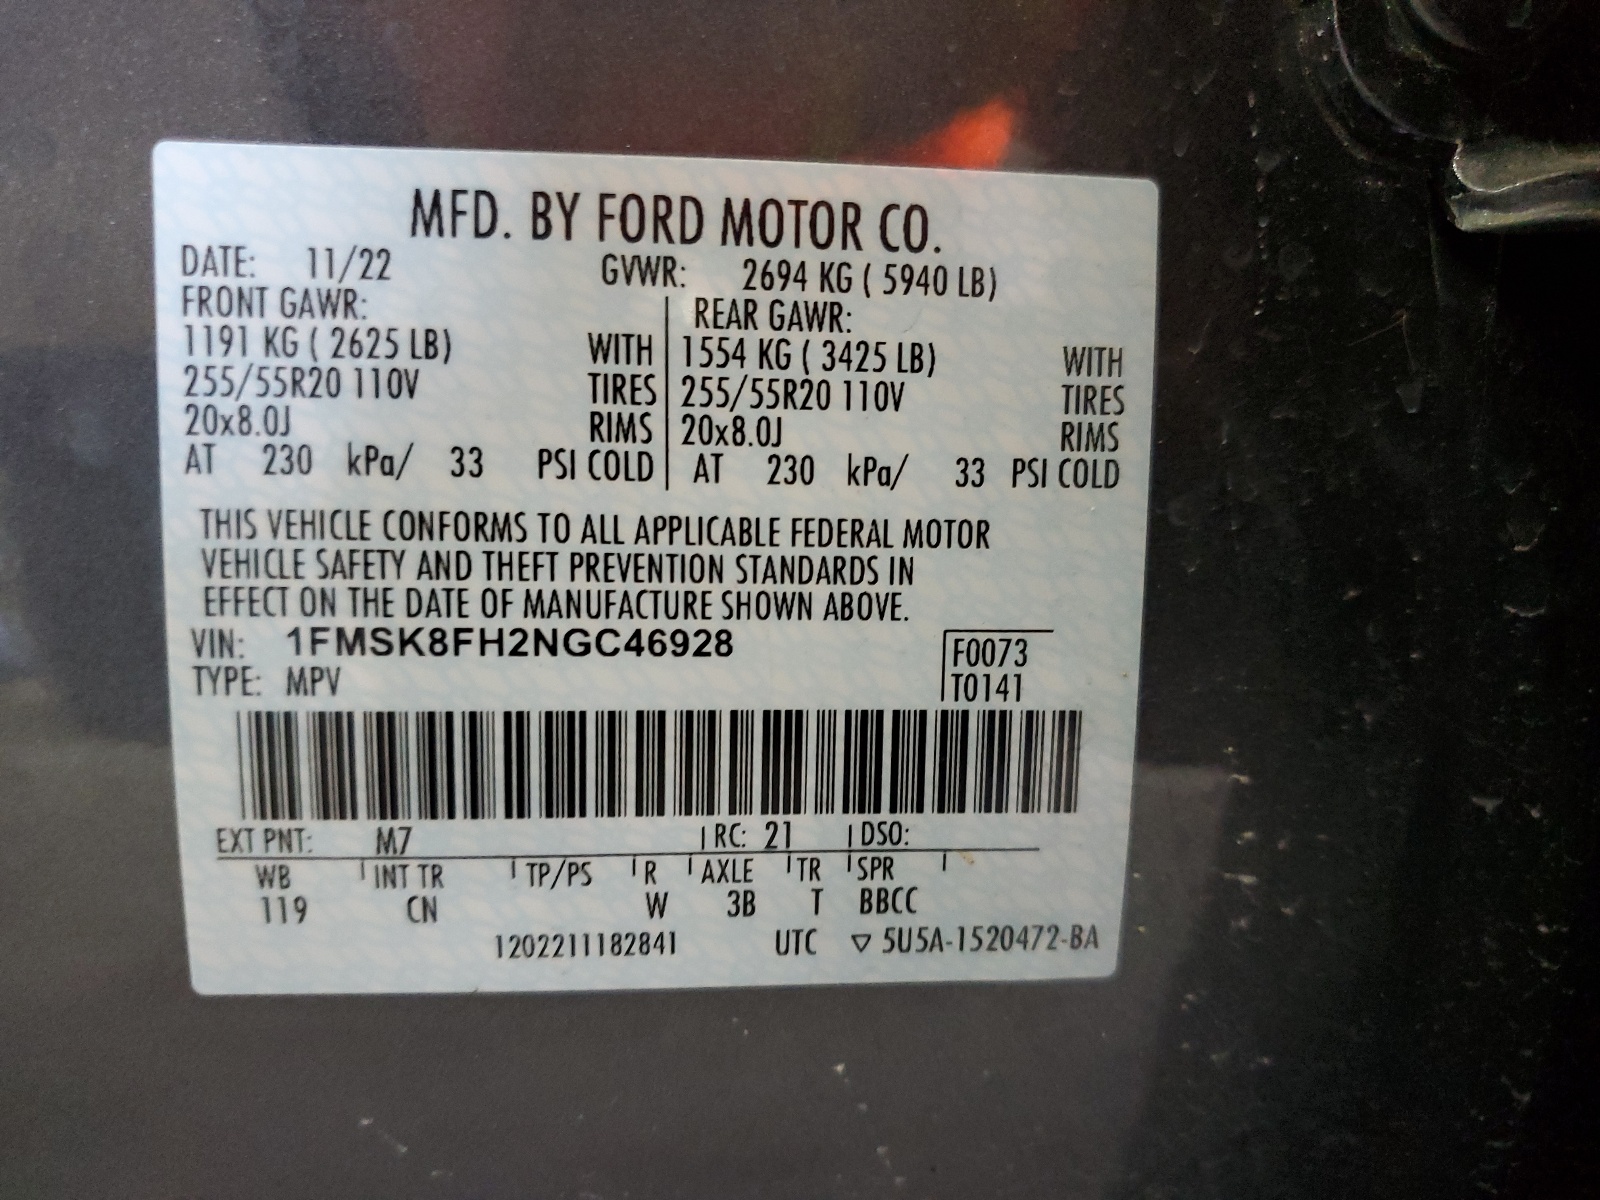 MFD. BY FORD MOTOR CO.
DATE: 11/22 GVWR: 2694 KG ( 5940 LB)
FRONT GAWR: REAR GAWR:
1191 KG ( 2625 LB) WITH 1554 KG ( 3425 LB) WITH
255/55R20 110V TIRES 255/55R20 110V TIRES
20x8.0J RIMS 20x8.0J RIMS
AT 230 kPa/ 33 PSI COLD AT 230 kPa/ 33 PSI COLD
THIS VEHICLE CONFORMS TO ALL APPLICABLE FEDERAL MOTOR
VEHICLE SAFETY AND THEFT PREVENTION STANDARDS IN
EFFECT ON THE DATE OF MANUFACTURE SHOWN ABOVE.
VIN: 1FMSK8FH2NGC46928 F0073
TYPE: MPV T0141
EXT PNT: M7 RC: 21 DSO:
WB INT TR TP/PS R AXLE TR SPR
119 CN W 3B T BBCC
1202211182841 UTC ▽ 5U5A-1520472-BA